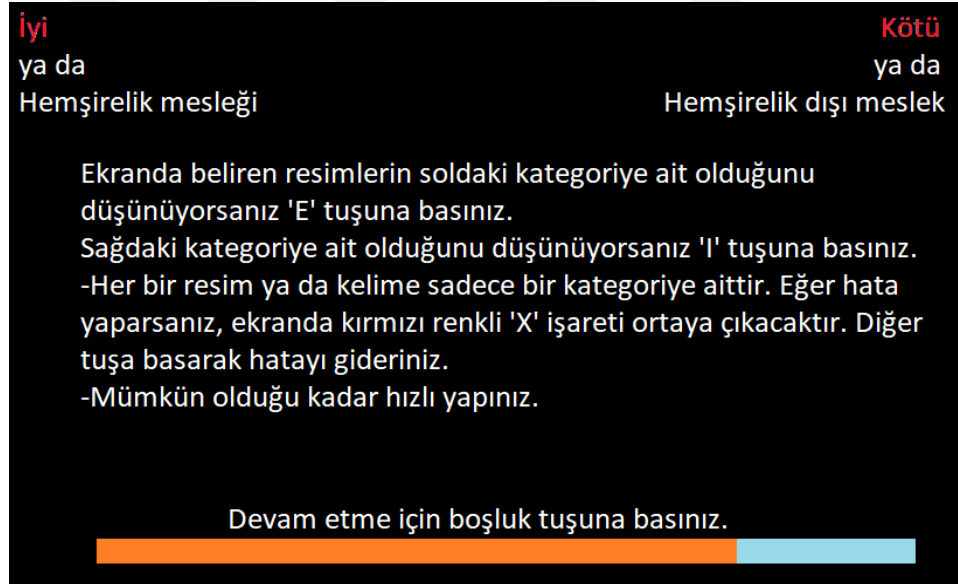 İyi
Kötü
ya da
ya da
Hemşirelik mesleği
Hemşirelik dışı meslek
Ekranda beliren resimlerin soldaki kategoriye ait olduğunu
düşünüyorsanız 'E' tuşuna basınız.
Sağdaki kategoriye ait olduğunu düşünüyorsanız 'I' tuşuna basınız.
-Her bir resim ya da kelime sadece bir kategoriye aittir. Eğer hata
yaparsanız, ekranda kırmızı renkli 'X' işareti ortaya çıkacaktır. Diğer
tuşa basarak hatayı gideriniz.
-Mümkün olduğu kadar hızlı yapınız.
Devam etme için boşluk tuşuna basınız.